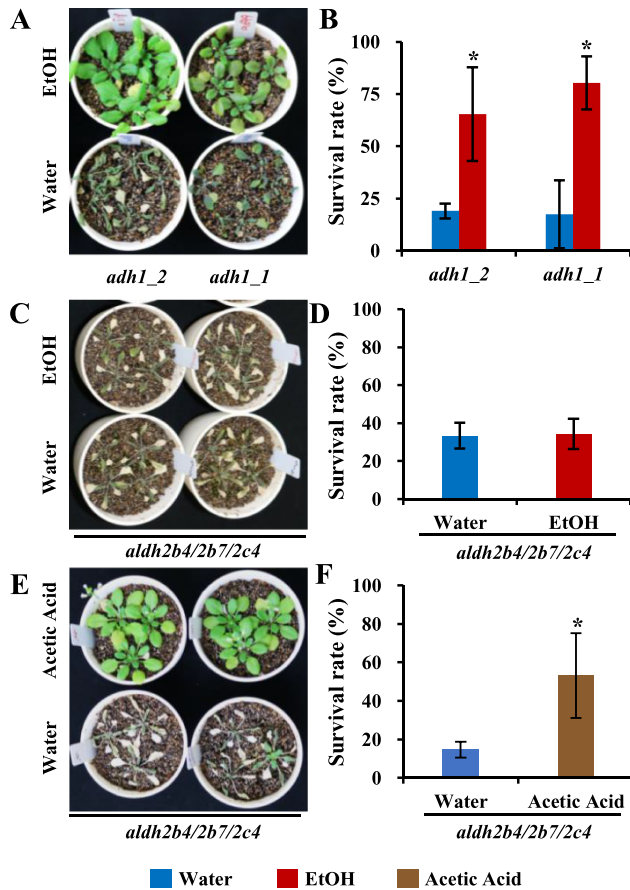 A
EtOH
Water
adh1_2 adh1_1
B
Survival rate (%)
100
75
50
25
0
*
*
adh1_2 adh1_1
C
EtOH
Water
aldh2b4/2b7/2c4
D
Survival rate (%)
100
80
60
40
20
0
Water EtOH
aldh2b4/2b7/2c4
E
Acetic Acid
Water
aldh2b4/2b7/2c4
F
Survival rate (%)
100
80
60
40
20
0
*
Water Acetic Acid
aldh2b4/2b7/2c4
Water EtOH Acetic Acid